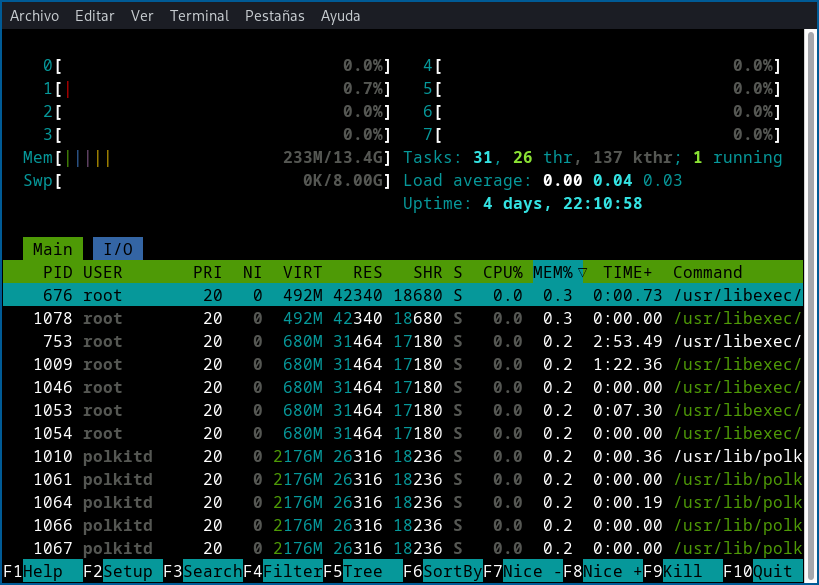 Archivo Editar Ver Terminal Pestañas Ayuda
0[ 0.0%] 4[ 0.0%]
1[| 0.7%] 5[ 0.0%]
2[ 0.0%] 6[ 0.0%]
3[ 0.0%] 7[ 0.0%]
Mem[||||| 233M/13.4G] Tasks: 31, 26 thr, 137 kthr; 1 running
Swp[ 0K/8.00G] Load average: 0.00 0.04 0.03
Uptime: 4 days, 22:10:58
Main I/O
PID USER PRI NI VIRT RES SHR S CPU% MEM%▽ TIME+ Command
676 root 20 0 492M 42340 18680 S 0.0 0.3 0:00.73 /usr/libexec/
1078 root 20 0 492M 42340 18680 S 0.0 0.3 0:00.00 /usr/libexec/
753 root 20 0 680M 31464 17180 S 0.0 0.2 2:53.49 /usr/libexec/
1009 root 20 0 680M 31464 17180 S 0.0 0.2 1:22.36 /usr/libexec/
1046 root 20 0 680M 31464 17180 S 0.0 0.2 0:00.00 /usr/libexec/
1053 root 20 0 680M 31464 17180 S 0.0 0.2 0:07.30 /usr/libexec/
1054 root 20 0 680M 31464 17180 S 0.0 0.2 0:00.00 /usr/libexec/
1010 polkitd 20 0 2176M 26316 18236 S 0.0 0.2 0:00.36 /usr/lib/polk
1061 polkitd 20 0 2176M 26316 18236 S 0.0 0.2 0:00.00 /usr/lib/polk
1064 polkitd 20 0 2176M 26316 18236 S 0.0 0.2 0:00.19 /usr/lib/polk
1066 polkitd 20 0 2176M 26316 18236 S 0.0 0.2 0:00.00 /usr/lib/polk
1067 polkitd 20 0 2176M 26316 18236 S 0.0 0.2 0:00.00 /usr/lib/polk
F1Help F2Setup F3SearchF4FilterF5Tree F6SortByF7Nice -F8Nice +F9Kill F10Quit